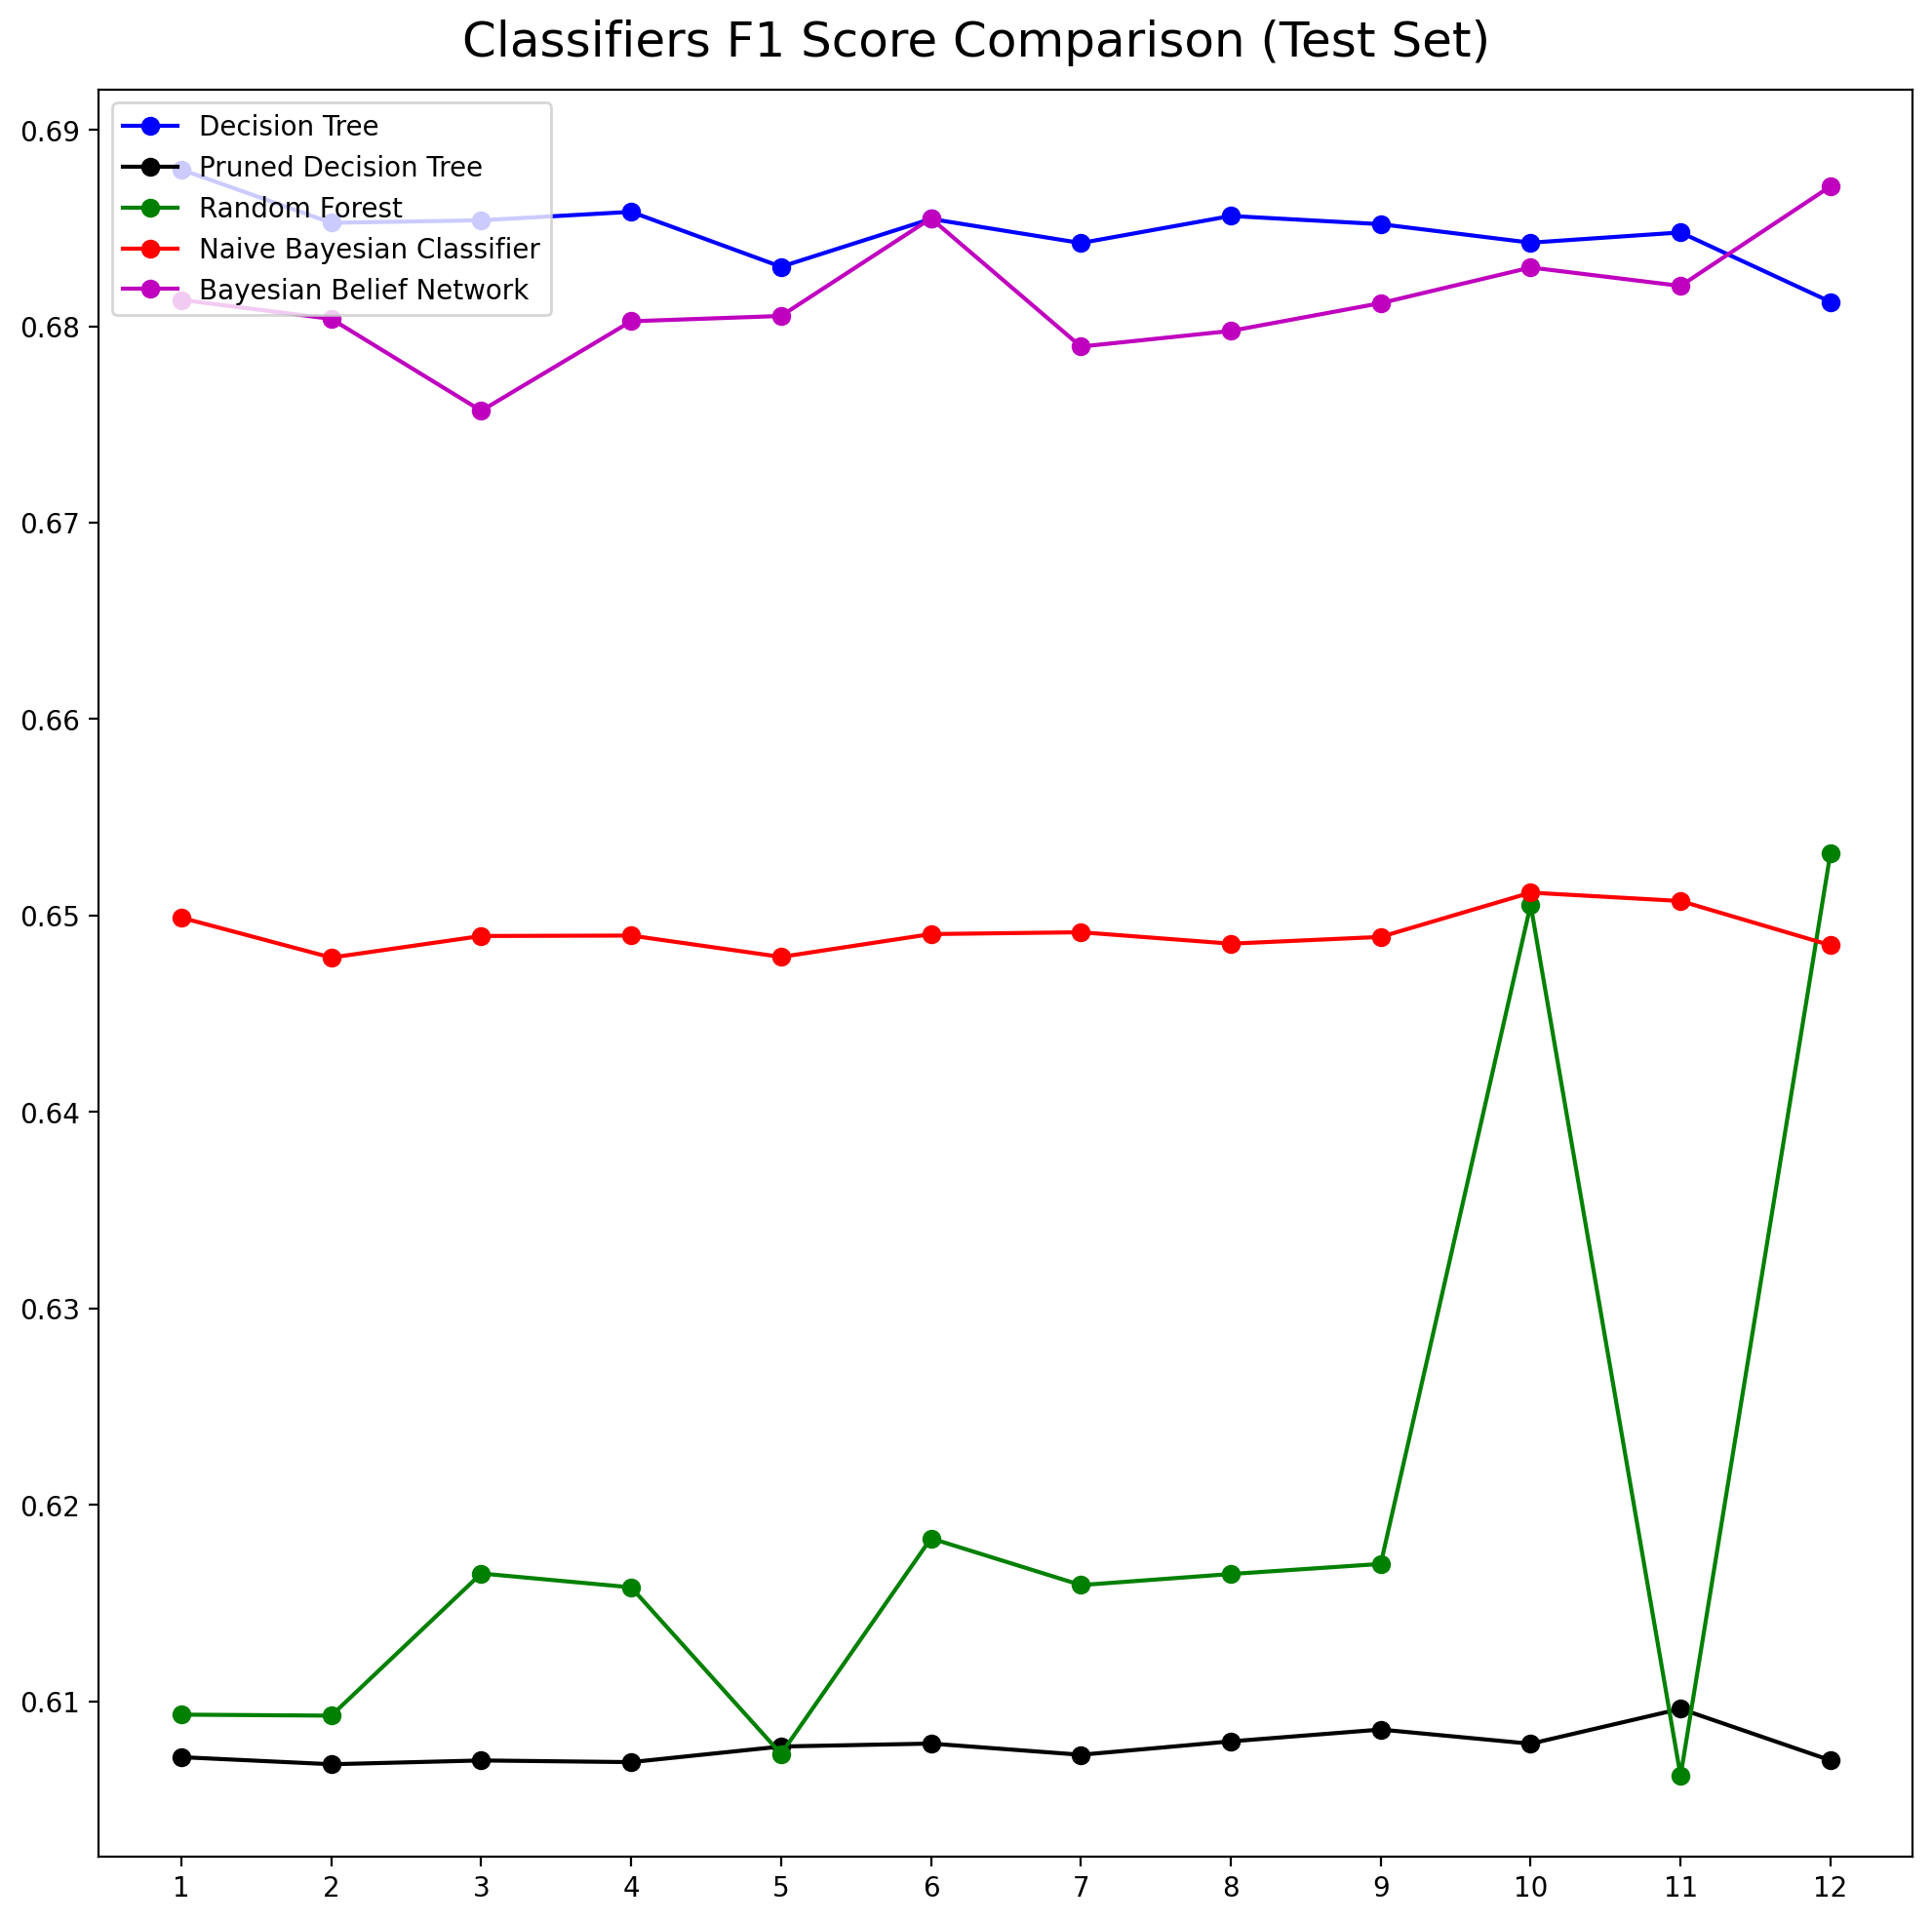 Classifiers F1 Score Comparison (Test Set)
Decision Tree
Pruned Decision Tree
Random Forest
Naive Bayesian Classifier
Bayesian Belief Network
0.69
0.68
0.67
0.66
0.65
0.64
0.63
0.62
0.61
1 2 3 4 5 6 7 8 9 10 11 12